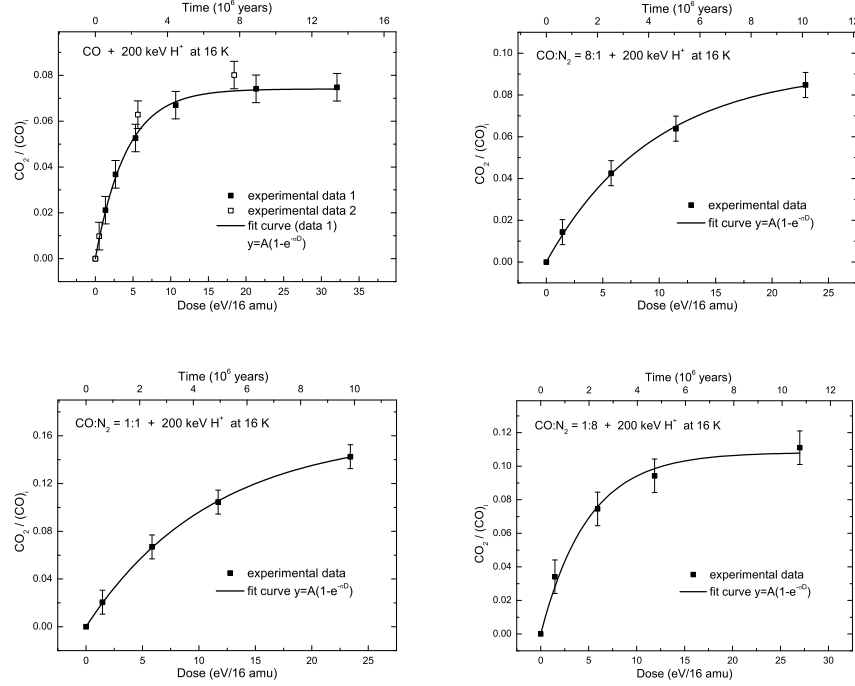 Time (10⁶ years)
0 2 4 6 8 10 12 14 16
CO + 200 keV H⁺ at 16 K
0.08
0.06
0.04
0.02
0.00
CO₂ / (CO)ᵢ
experimental data 1
experimental data 2
fit curve (data 1)
y=A(1-e^-σD)
0 5 10 15 20 25 30 35
Dose (eV/16 amu)
Time (10⁶ years)
0 2 4 6 8 10 12
CO:N₂ = 8:1 + 200 keV H⁺ at 16 K
0.10
0.08
0.06
0.04
0.02
0.00
CO₂ / (CO)ᵢ
experimental data
fit curve y=A(1-e^-σD)
0 5 10 15 20 25
Dose (eV/16 amu)
Time (10⁶ years)
0 2 4 6 8 10
CO:N₂ = 1:1 + 200 keV H⁺ at 16 K
0.16
0.12
0.08
0.04
0.00
CO₂ / (CO)ᵢ
experimental data
fit curve y=A(1-e^-σD)
0 5 10 15 20 25
Dose (eV/16 amu)
Time (10⁶ years)
0 2 4 6 8 10 12
CO:N₂ = 1:8 + 200 keV H⁺ at 16 K
0.12
0.10
0.08
0.06
0.04
0.02
0.00
CO₂ / (CO)ᵢ
experimental data
fit curve y=A(1-e^-σD)
0 5 10 15 20 25 30
Dose (eV/16 amu)